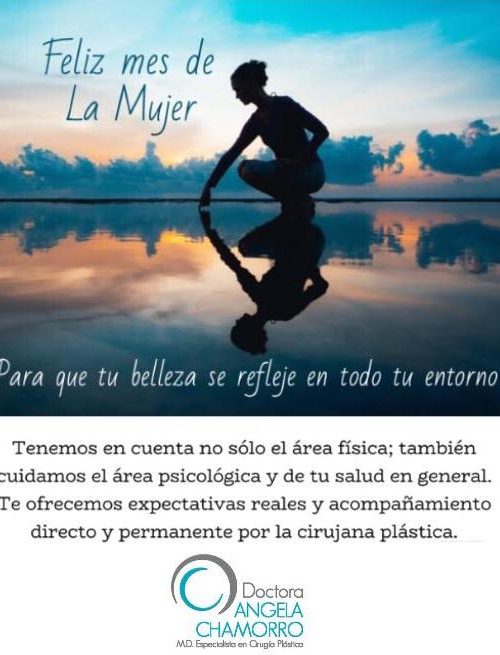 Feliz mes de
La Mujer
Para que tu belleza se refleje en todo tu entorno
Tenemos en cuenta no sólo el área física; también
cuidamos el área psicológica y de tu salud en general.
Te ofrecemos expectativas reales y acompañamiento
directo y permanente por la cirujana plástica.
Doctora
ANGELA
CHAMORRO
M.D. Especialista en Cirugía Plástica